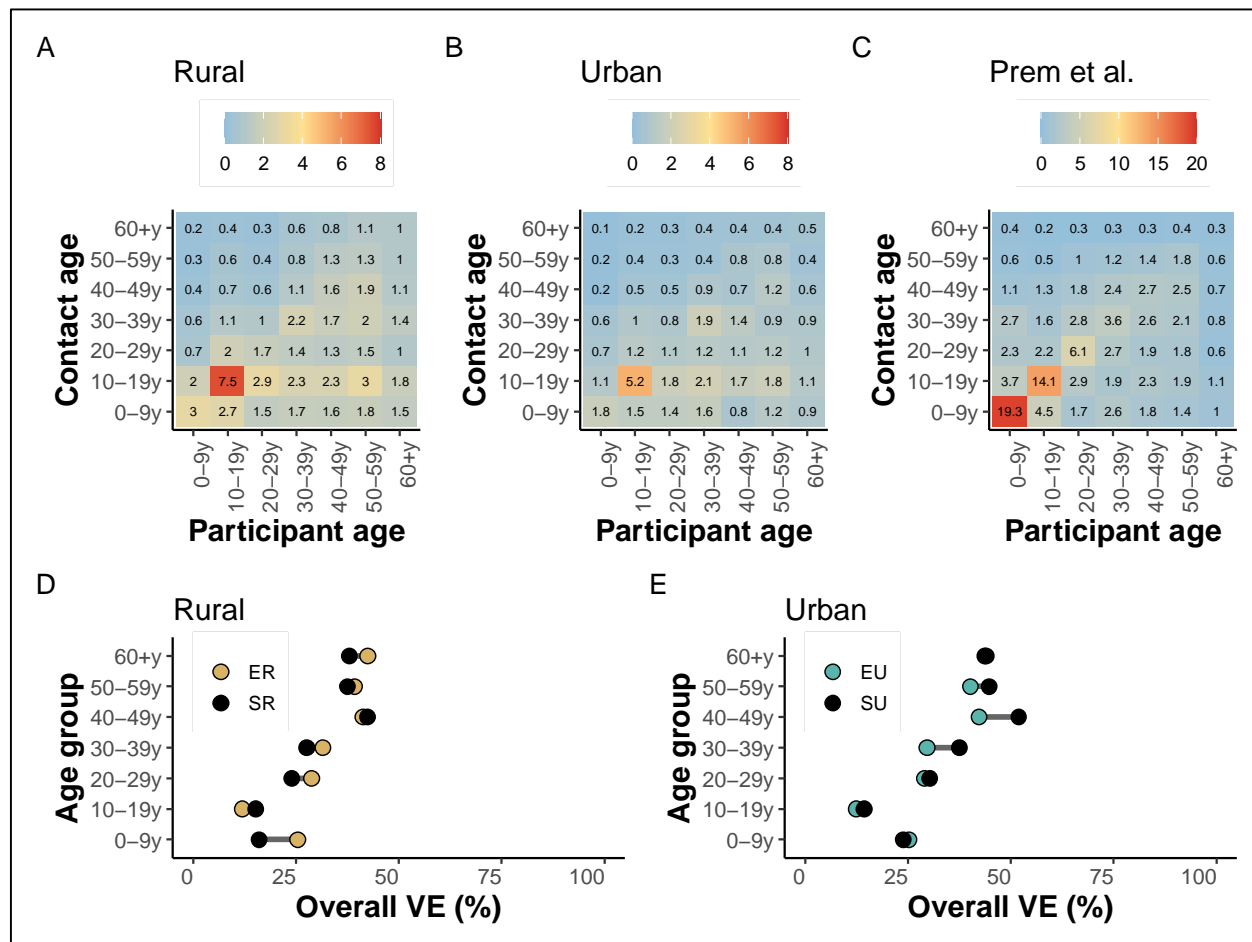 A
Rural
0 2 4 6 8
Contact age
60+y 0.2 0.4 0.3 0.6 0.8 1.1 1
50–59y 0.3 0.6 0.4 0.8 1.3 1.3 1
40–49y 0.4 0.7 0.6 1.1 1.6 1.9 1.1
30–39y 0.6 1.1 1 2.2 1.7 2 1.4
20–29y 0.7 2 1.7 1.4 1.3 1.5 1
10–19y 2 7.5 2.9 2.3 2.3 3 1.8
0–9y 3 2.7 1.5 1.7 1.6 1.8 1.5
0–9y 10–19y 20–29y 30–39y 40–49y 50–59y 60+y
Participant age
B
Urban
0 2 4 6 8
Contact age
60+y 0.1 0.2 0.3 0.4 0.4 0.4 0.5
50–59y 0.2 0.4 0.3 0.4 0.8 0.8 0.4
40–49y 0.2 0.5 0.5 0.9 0.7 1.2 0.6
30–39y 0.6 1 0.8 1.9 1.4 0.9 0.9
20–29y 0.7 1.2 1.1 1.2 1.1 1.2 1
10–19y 1.1 5.2 1.8 2.1 1.7 1.8 1.1
0–9y 1.8 1.5 1.4 1.6 0.8 1.2 0.9
0–9y 10–19y 20–29y 30–39y 40–49y 50–59y 60+y
Participant age
C
Prem et al.
0 5 10 15 20
Contact age
60+y 0.4 0.2 0.3 0.3 0.3 0.4 0.3
50–59y 0.6 0.5 1 1.2 1.4 1.8 0.6
40–49y 1.1 1.3 1.8 2.4 2.7 2.5 0.7
30–39y 2.7 1.6 2.8 3.6 2.6 2.1 0.8
20–29y 2.3 2.2 6.1 2.7 1.9 1.8 0.6
10–19y 3.7 14.1 2.9 1.9 2.3 1.9 1.1
0–9y 19.3 4.5 1.7 2.6 1.8 1.4 1
0–9y 10–19y 20–29y 30–39y 40–49y 50–59y 60+y
Participant age
D
Rural
ER
SR
Age group
60+y
50–59y
40–49y
30–39y
20–29y
10–19y
0–9y
0 25 50 75 100
Overall VE (%)
E
Urban
EU
SU
Age group
60+y
50–59y
40–49y
30–39y
20–29y
10–19y
0–9y
0 25 50 75 100
Overall VE (%)